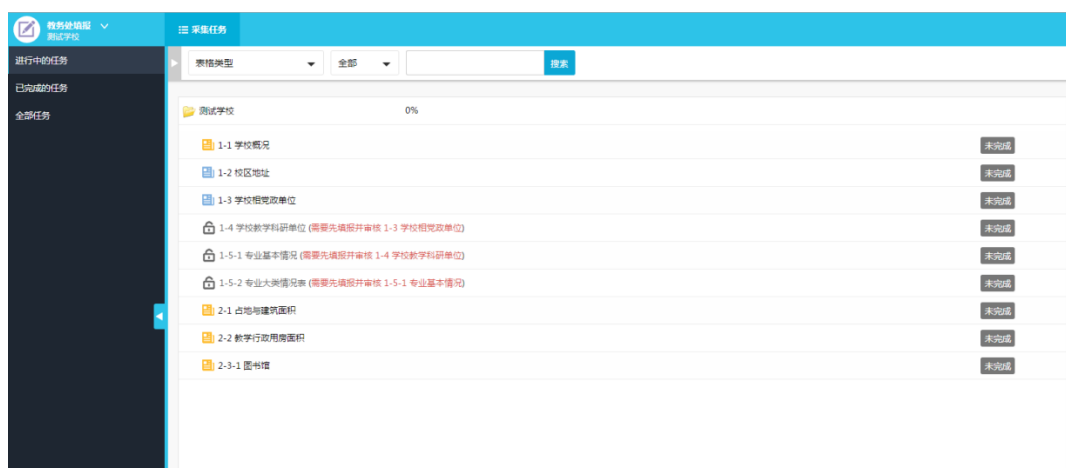 教务处填报
测试学校
采集任务
进行中的任务
已完成的任务
全部任务
表格类型
全部
搜索
测试学校 0%
1-1 学校概况 未完成
1-2 校区地址 未完成
1-3 学校相党政单位 未完成
1-4 学校教学科研单位 (需要先填报并审核 1-3 学校相党政单位) 未完成
1-5-1 专业基本情况 (需要先填报并审核 1-4 学校教学科研单位) 未完成
1-5-2 专业大类情况表 (需要先填报并审核 1-5-1 专业基本情况) 未完成
2-1 占地与建筑面积 未完成
2-2 教学行政用房面积 未完成
2-3-1 图书馆 未完成